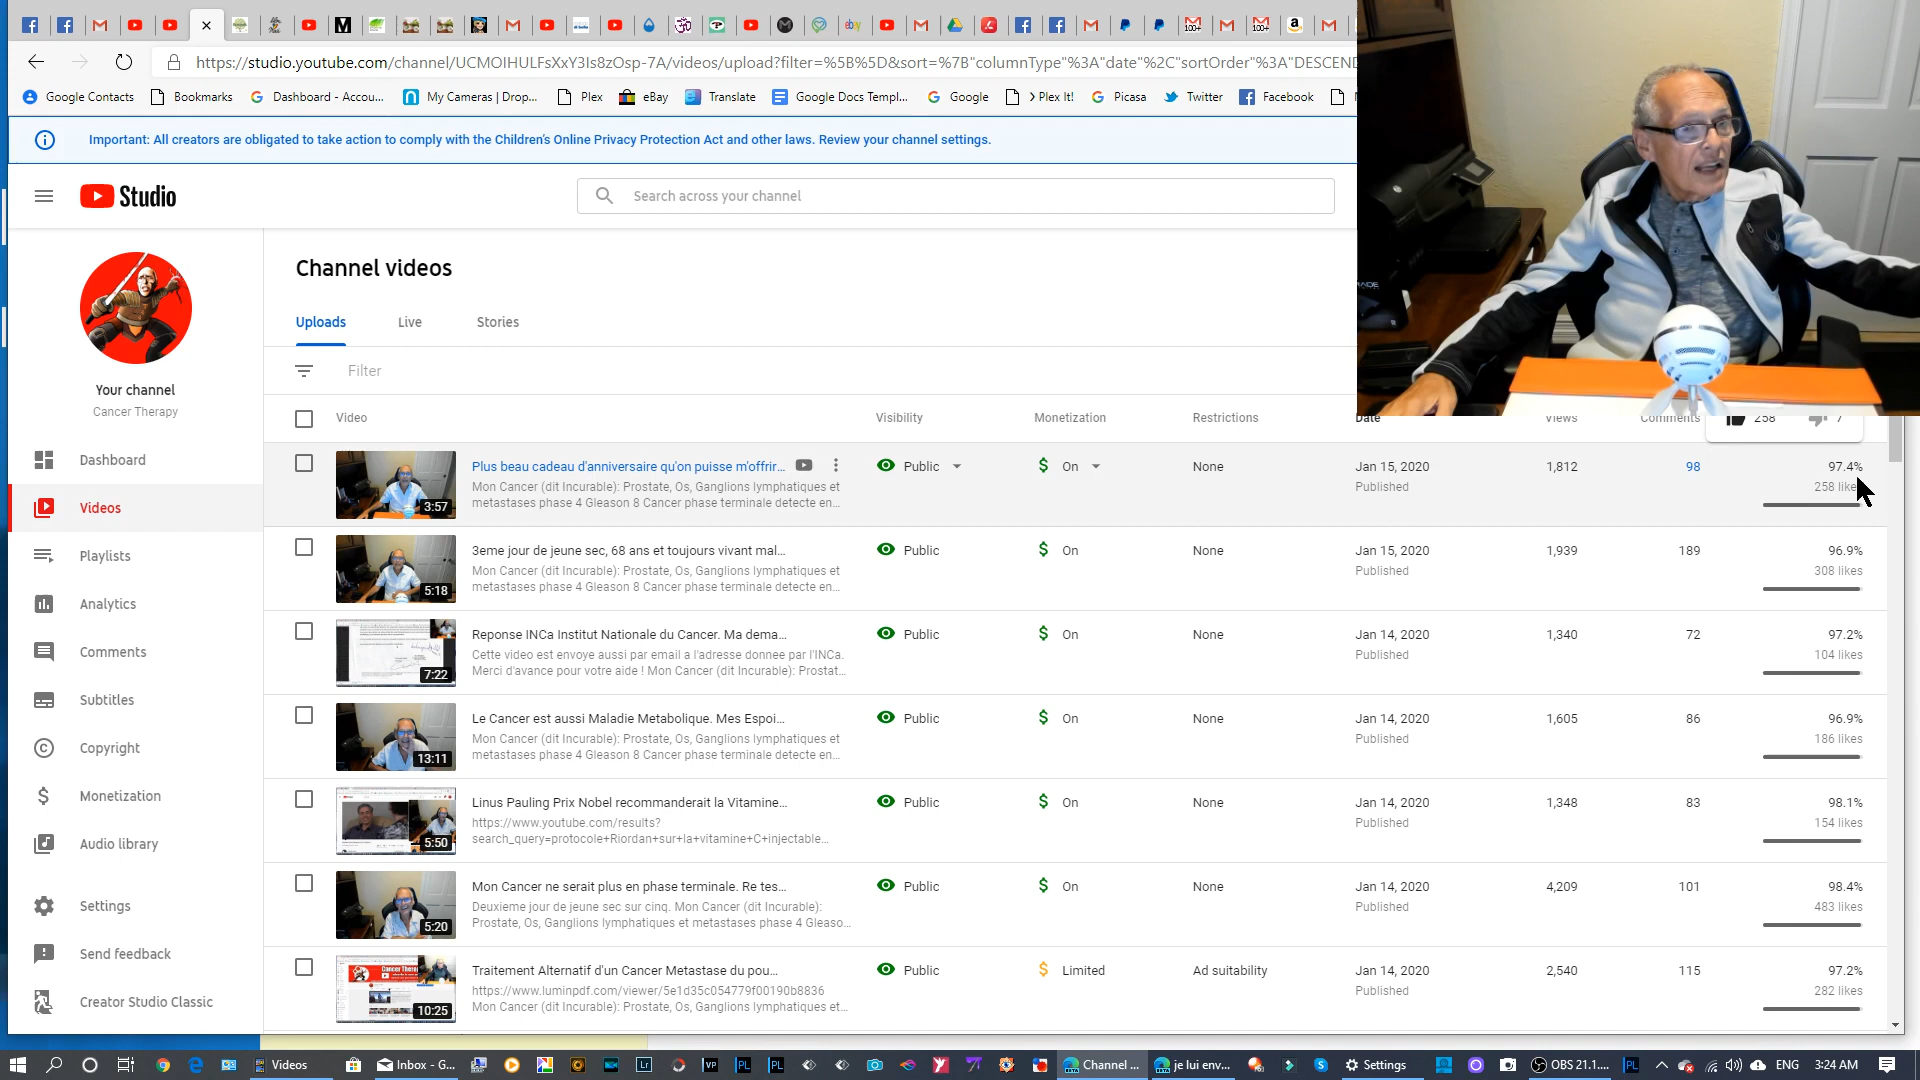 https://studio.youtube.com/channel/UCMOIHULFsXxY3Is8zOsp-7A/videos/upload?filter=%5B%5D&sort=%7B"columnType"%3A"date"%2C"sortOrder"%3A"DESCEND
Google Contacts Bookmarks Dashboard - Accou... My Cameras | Drop... Plex eBay Translate Google Docs Templ... Google > Plex It! Picasa Twitter Facebook
Important: All creators are obligated to take action to comply with the Children's Online Privacy Protection Act and other laws. Review your channel settings.
Studio
Search across your channel
Channel videos
Uploads Live Stories
Filter
Your channel
Cancer Therapy
Dashboard
Videos
Playlists
Analytics
Comments
Subtitles
Copyright
Monetization
Audio library
Settings
Send feedback
Creator Studio Classic
Video Visibility Monetization Restrictions Date Views Comments 258 7
Plus beau cadeau d'anniversaire qu'on puisse m'offrir... Public On None Jan 15, 2020 1,812 98 97.4%
Mon Cancer (dit Incurable): Prostate, Os, Ganglions lymphatiques et Published 258
metastases phase 4 Gleason 8 Cancer phase terminale detecte en...
3:57
3eme jour de jeune sec, 68 ans et toujours vivant mal... Public On None Jan 15, 2020 1,939 189 96.9%
Mon Cancer (dit Incurable): Prostate, Os, Ganglions lymphatiques et Published 308 likes
metastases phase 4 Gleason 8 Cancer phase terminale detecte en...
5:18
Reponse INCa Institut Nationale du Cancer. Ma dema... Public On None Jan 14, 2020 1,340 72 97.2%
Cette video est envoye aussi par email a l'adresse donnee par l'INCa. Published 104 likes
Merci d'avance pour votre aide ! Mon Cancer (dit Incurable): Prostat...
7:22
Le Cancer est aussi Maladie Metabolique. Mes Espoi... Public On None Jan 14, 2020 1,605 86 96.9%
Mon Cancer (dit Incurable): Prostate, Os, Ganglions lymphatiques et Published 186 likes
metastases phase 4 Gleason 8 Cancer phase terminale detecte en...
13:11
Linus Pauling Prix Nobel recommanderait la Vitamine... Public On None Jan 14, 2020 1,348 83 98.1%
https://www.youtube.com/results? Published 154 likes
search_query=protocole+Riordan+sur+la+vitamine+C+injectable...
5:50
Mon Cancer ne serait plus en phase terminale. Re tes... Public On None Jan 14, 2020 4,209 101 98.4%
Deuxieme jour de jeune sec sur cinq. Mon Cancer (dit Incurable): Published 483 likes
Prostate, Os, Ganglions lymphatiques et metastases phase 4 Gleaso...
5:20
Traitement Alternatif d'un Cancer Metastase du pou... Public Limited Ad suitability Jan 14, 2020 2,540 115 97.2%
https://www.luminpdf.com/viewer/5e1d35c054779f00190b8836 Published 282 likes
Mon Cancer (dit Incurable): Prostate, Os, Ganglions lymphatiques et...
10:25
Videos Inbox - G... Channel ... je lui env... Settings OBS 21.1.... ENG 3:24 AM